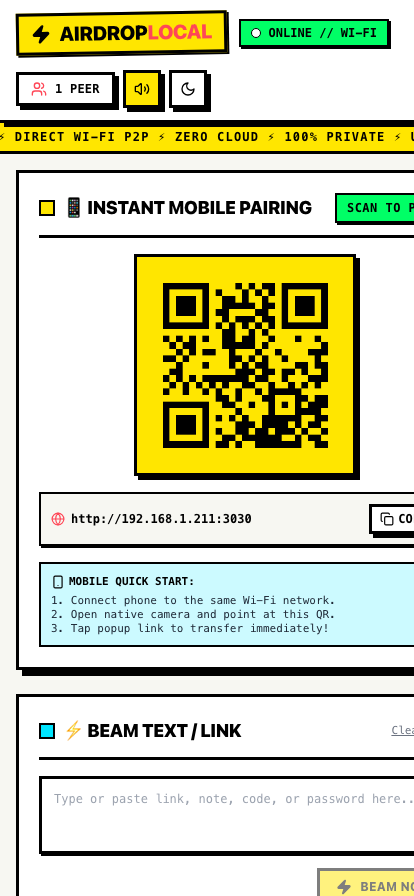 AIRDROPLOCAL
ONLINE // WI-FI
1 PEER
DIRECT WI-FI P2P ⚡ ZERO CLOUD ⚡ 100% PRIVATE ⚡
INSTANT MOBILE PAIRING
SCAN TO P
http://192.168.1.211:3030
CO
MOBILE QUICK START:
1. Connect phone to the same Wi-Fi network.
2. Open native camera and point at this QR.
3. Tap popup link to transfer immediately!
⚡ BEAM TEXT / LINK
Clea
Type or paste link, note, code, or password here..
BEAM NO